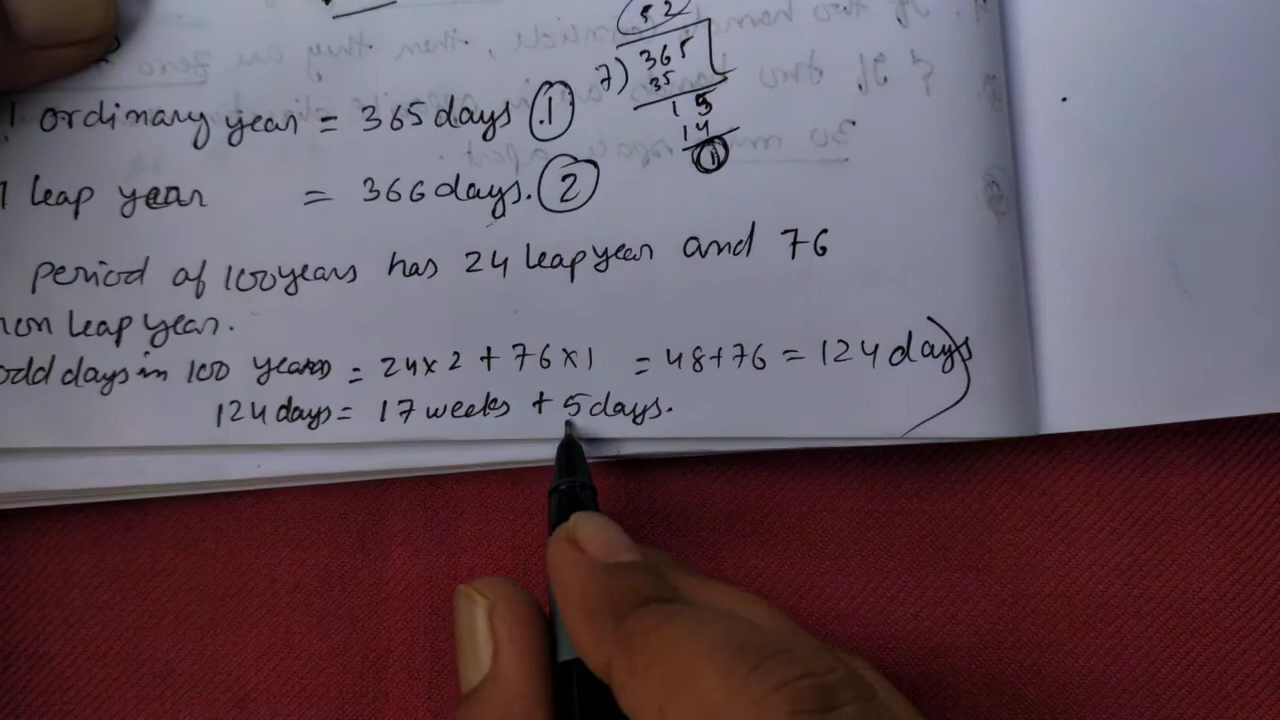 52
7) 365
35
15
14
1
1 ordinary year = 365 days (1)
1 leap year = 366 days. (2)
Period of 100 years has 24 leap year and 76
non leap year.
odd days in 100 years = 24 x 2 + 76 x 1 = 48 + 76 = 124 days
124 days = 17 weeks + 5 days.